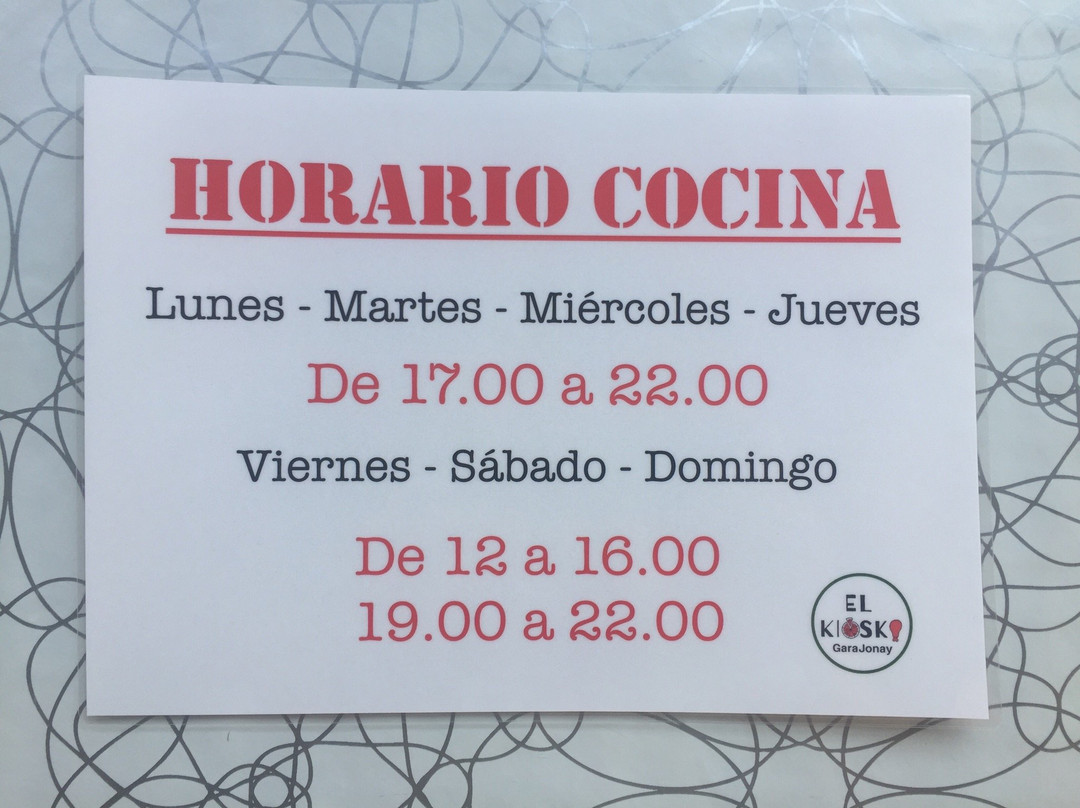 HORARIO COCINA
Lunes - Martes - Miércoles - Jueves
De 17.00 a 22.00
Viernes - Sábado - Domingo
De 12 a 16.00
19.00 a 22.00
EL
KIOSKO
GaraJonay